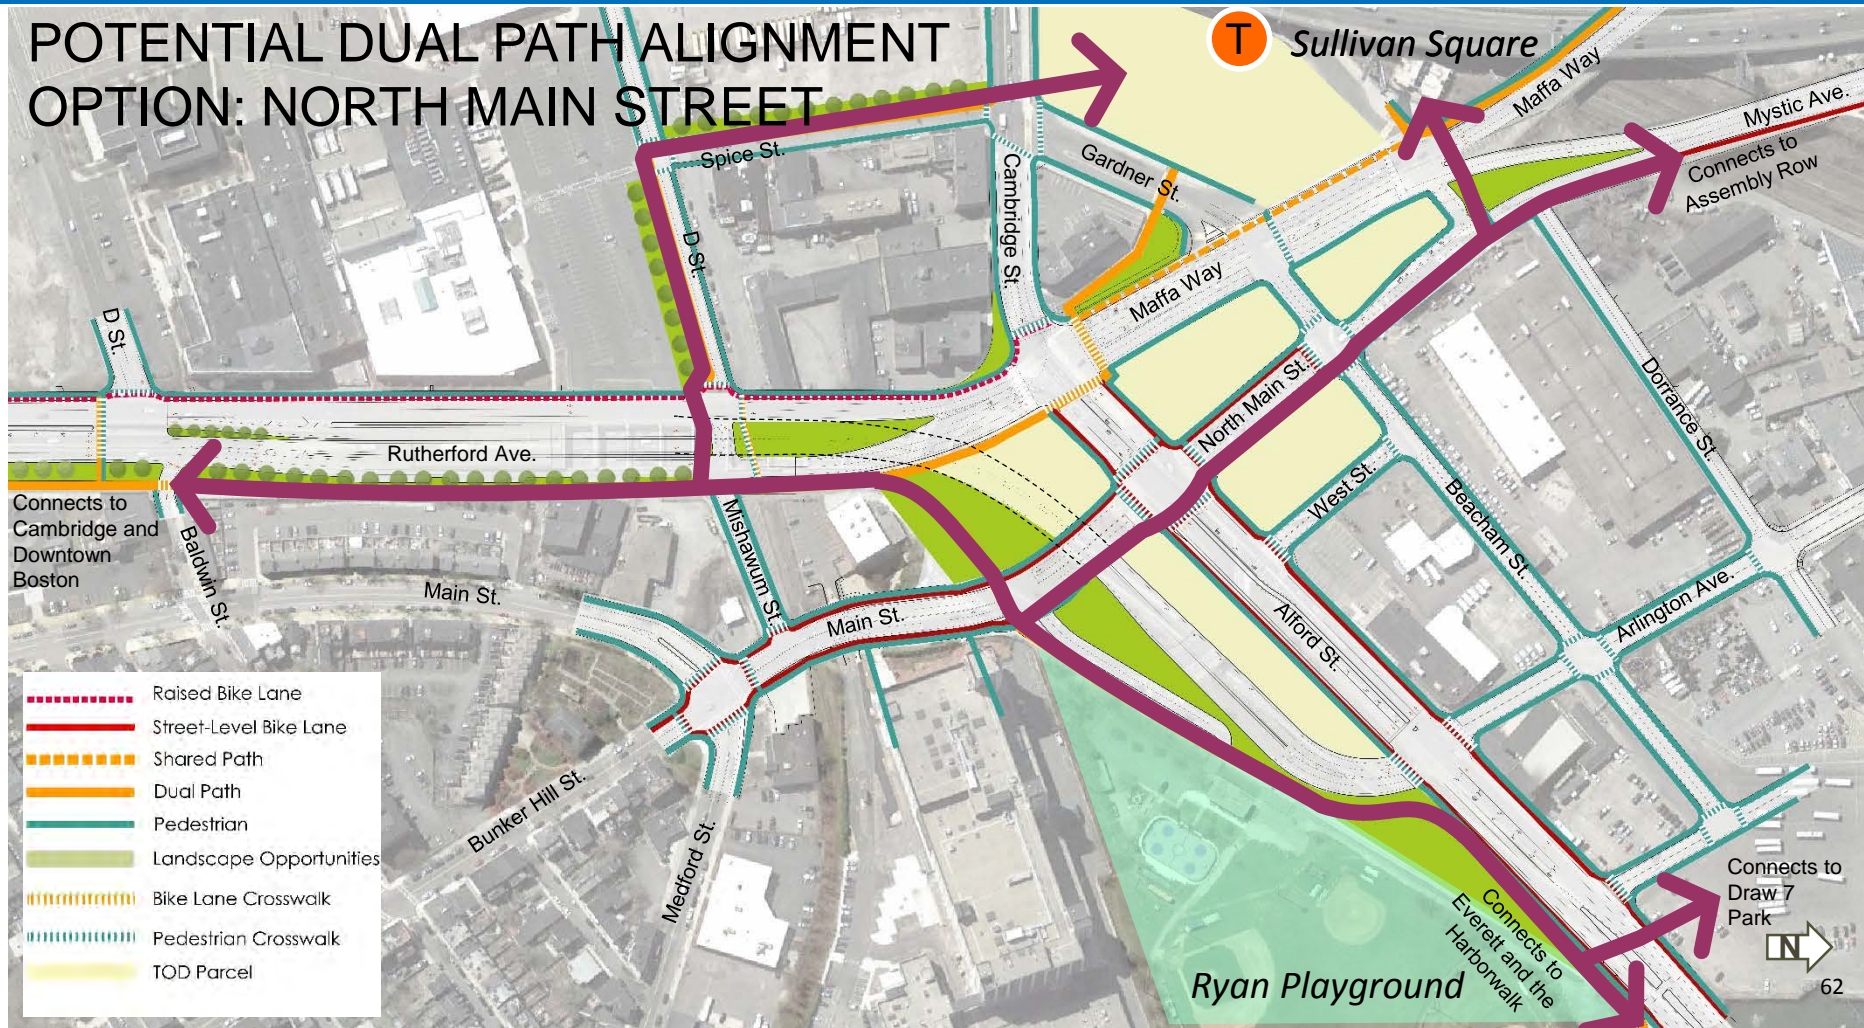 POTENTIAL DUAL PATH ALIGNMENT
OPTION: NORTH MAIN STREET
T
Sullivan Square
Maffa Way
Mystic Ave.
Connects to
Assembly Row
Spice St.
Cambridge St.
Gardner St.
D St.
Maffa Way
D St.
North Main St.
Dorrance St.
Rutherford Ave.
West St.
Beacham St.
Connects to
Cambridge and
Downtown
Boston
Baldwin St.
Mishawum St.
Main St.
Main St.
Alford St.
Arlington Ave.
Raised Bike Lane
Street-Level Bike Lane
Shared Path
Dual Path
Pedestrian
Landscape Opportunities
Bike Lane Crosswalk
Pedestrian Crosswalk
TOD Parcel
Bunker Hill St.
Medford St.
Connects to
Draw 7
Park
Connects to
Everett and the
Harborwalk
Ryan Playground
N
62